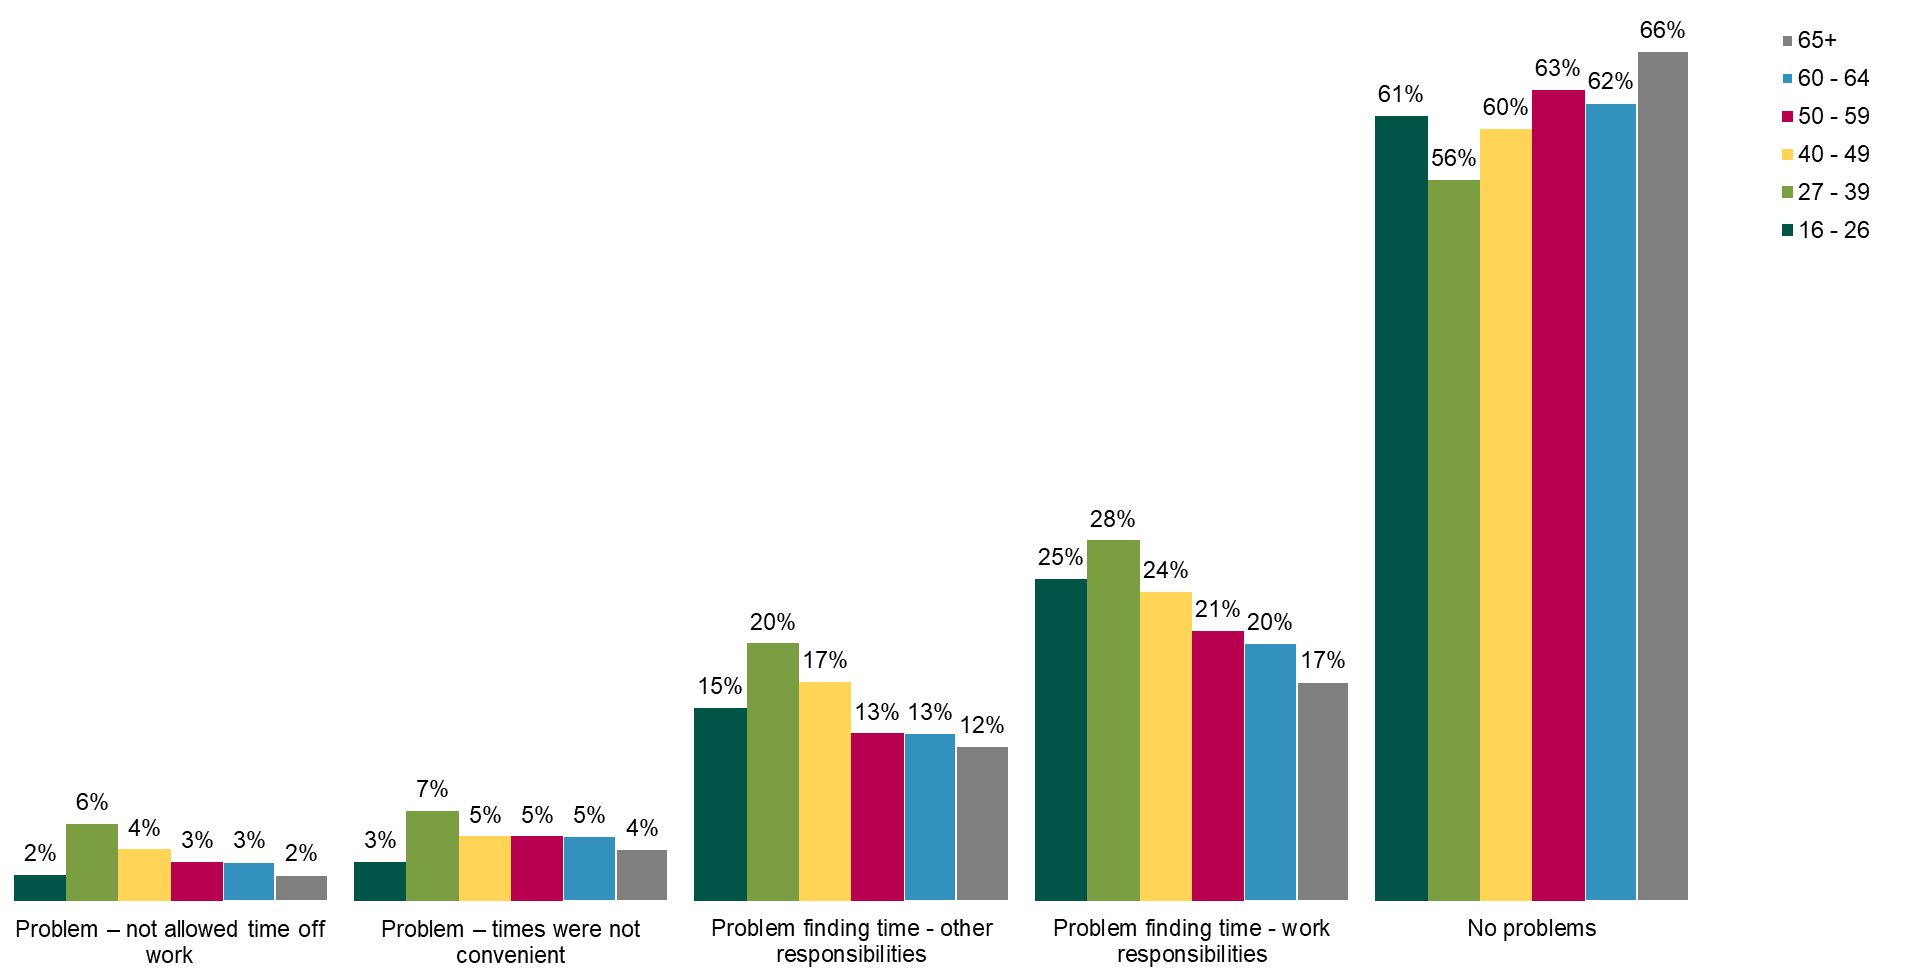 65+
60 - 64
50 - 59
40 - 49
27 - 39
16 - 26
2%
6%
4%
3%
3%
2%
3%
7%
5%
5%
5%
4%
15%
20%
17%
13%
13%
12%
25%
28%
24%
21%
20%
17%
61%
56%
60%
63%
62%
66%
Problem – not allowed time off
work
Problem – times were not
convenient
Problem finding time - other
responsibilities
Problem finding time - work
responsibilities
No problems